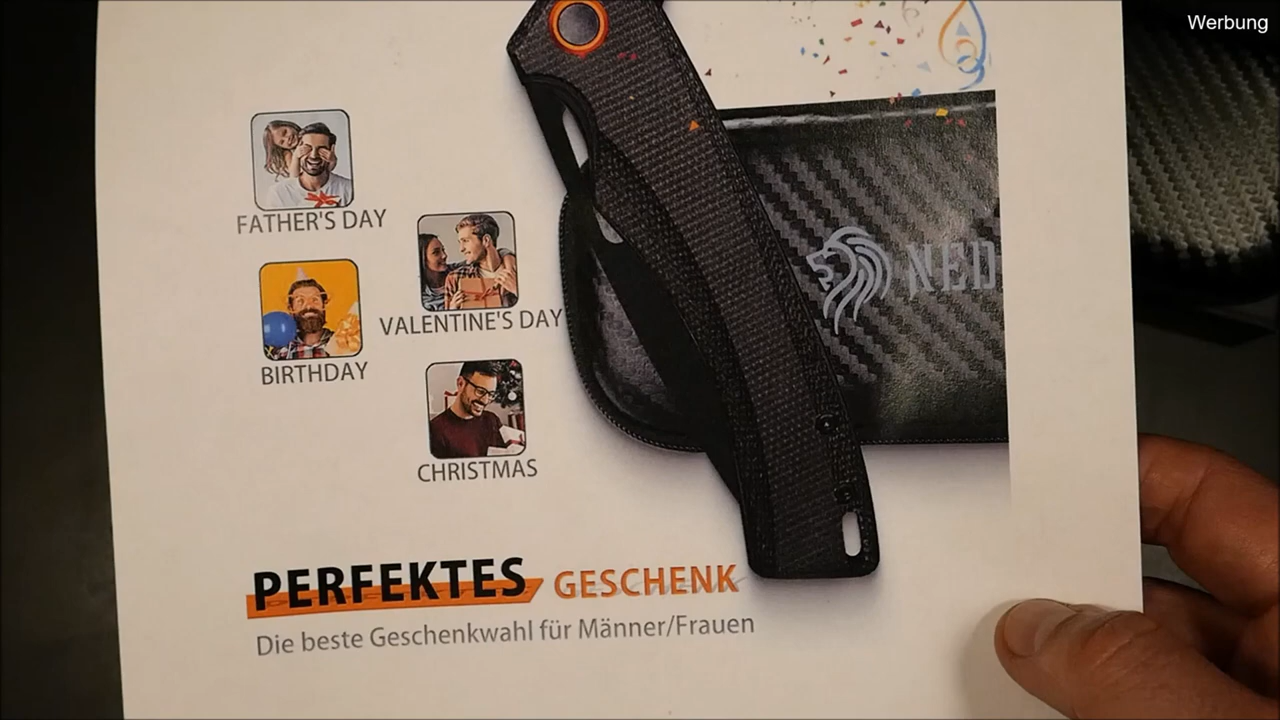 Werbung
FATHER'S DAY
VALENTINE'S DAY
BIRTHDAY
CHRISTMAS
NED
PERFEKTES GESCHENK
Die beste Geschenkwahl für Männer/Frauen